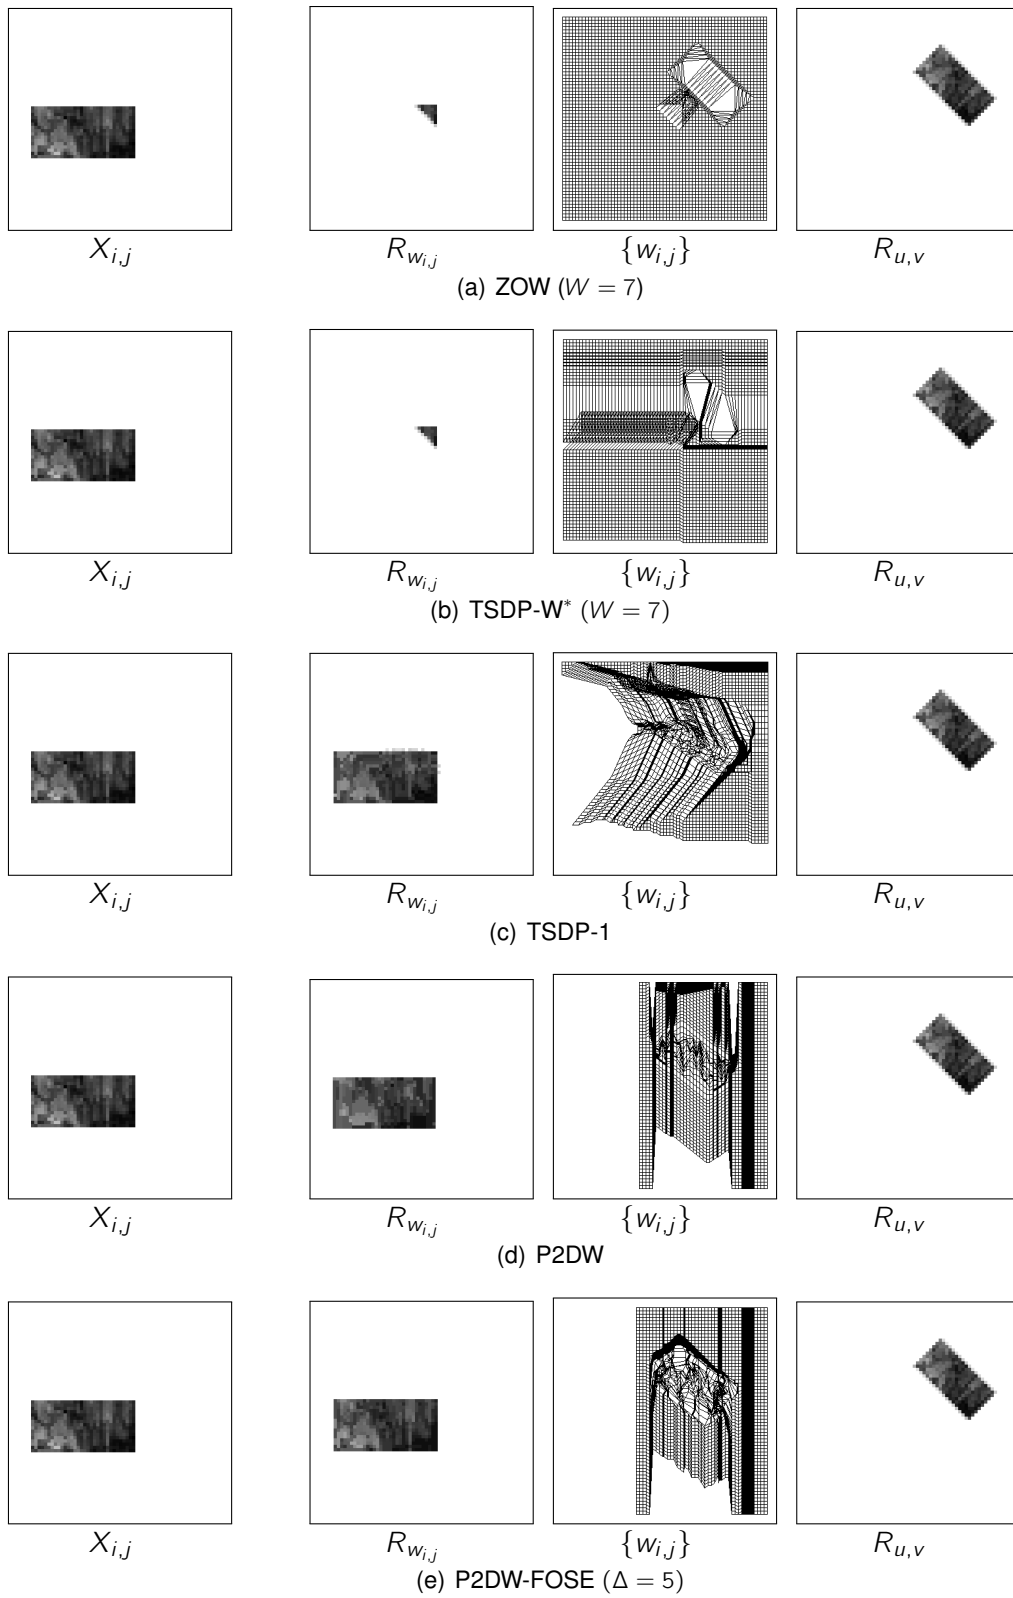 X_{i,j} R_{w_{i,j}} {w_{i,j}} R_{u,v}
(a) ZOW (W = 7)
X_{i,j} R_{w_{i,j}} {w_{i,j}} R_{u,v}
(b) TSDP-W* (W = 7)
X_{i,j} R_{w_{i,j}} {w_{i,j}} R_{u,v}
(c) TSDP-1
X_{i,j} R_{w_{i,j}} {w_{i,j}} R_{u,v}
(d) P2DW
X_{i,j} R_{w_{i,j}} {w_{i,j}} R_{u,v}
(e) P2DW-FOSE (Δ = 5)